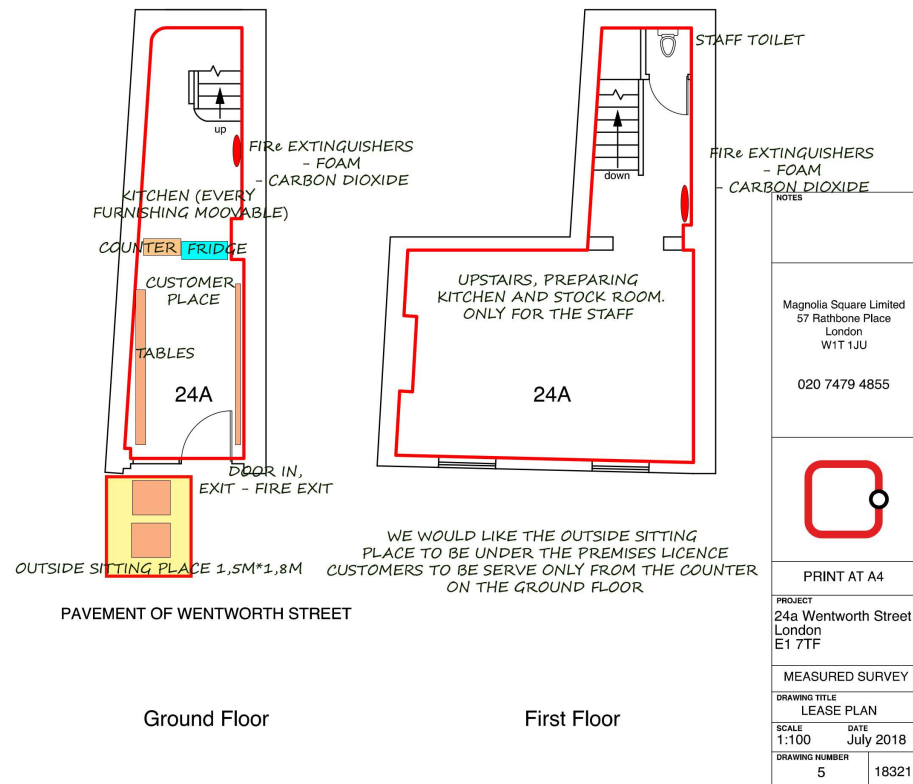 STAFF TOILET
up
FIRe EXTINGUISHERS
- FOAM
- CARBON DIOXIDE
down
FIRe EXTINGUISHERS
- FOAM
- CARBON DIOXIDE
KITCHEN (EVERY
FURNISHING MOOVABLE)
COUNTER
FRIDGE
CUSTOMER
PLACE
TABLES
24A
UPSTAIRS, PREPARING
KITCHEN AND STOCK ROOM.
ONLY FOR THE STAFF
24A
DOOR IN,
EXIT - FIRE EXIT
OUTSIDE SITTING PLACE 1,5M*1,8M
WE WOULD LIKE THE OUTSIDE SITTING
PLACE TO BE UNDER THE PREMISES LICENCE
CUSTOMERS TO BE SERVE ONLY FROM THE COUNTER
ON THE GROUND FLOOR
PAVEMENT OF WENTWORTH STREET
Ground Floor
First Floor
NOTES
Magnolia Square Limited
57 Rathbone Place
London
W1T 1JU
020 7479 4855
PRINT AT A4
PROJECT
24a Wentworth Street
London
E1 7TF
MEASURED SURVEY
DRAWING TITLE
LEASE PLAN
SCALE
1:100
DATE
July 2018
DRAWING NUMBER
5
18321